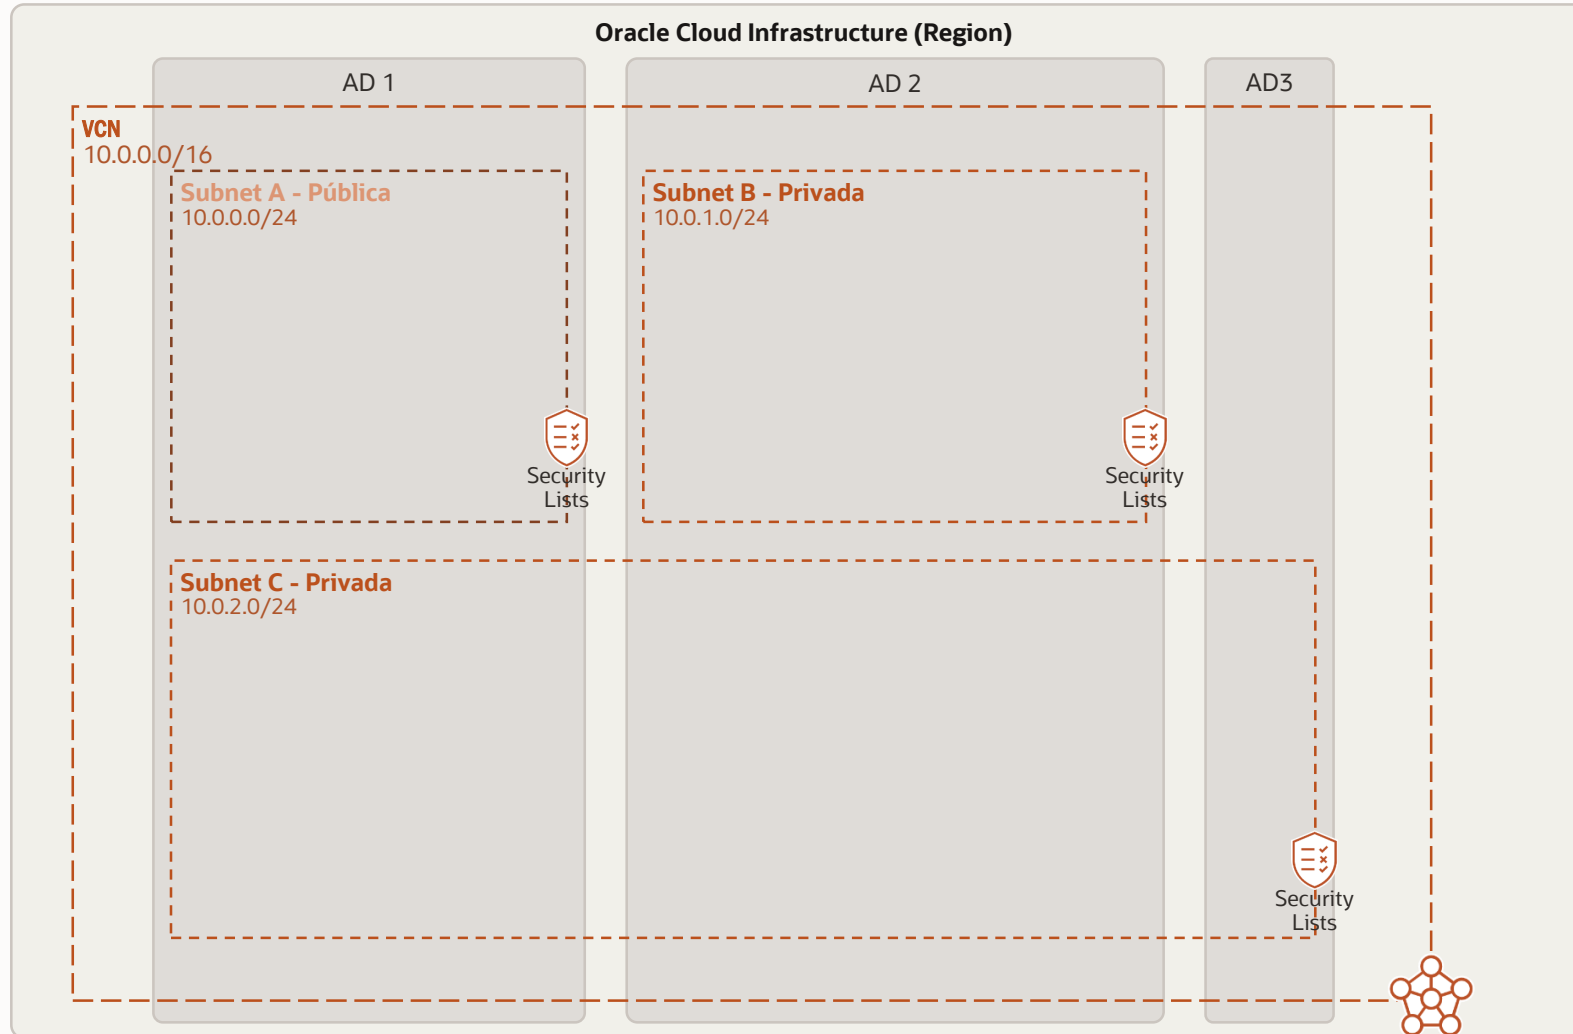 Oracle Cloud Infrastructure (Region)
AD 1
AD 2
AD3
VCN
10.0.0.0/16
Subnet A - Pública
10.0.0.0/24
Subnet B - Privada
10.0.1.0/24
Security
Lists
Security
Lists
Subnet C - Privada
10.0.2.0/24
Security
Lists